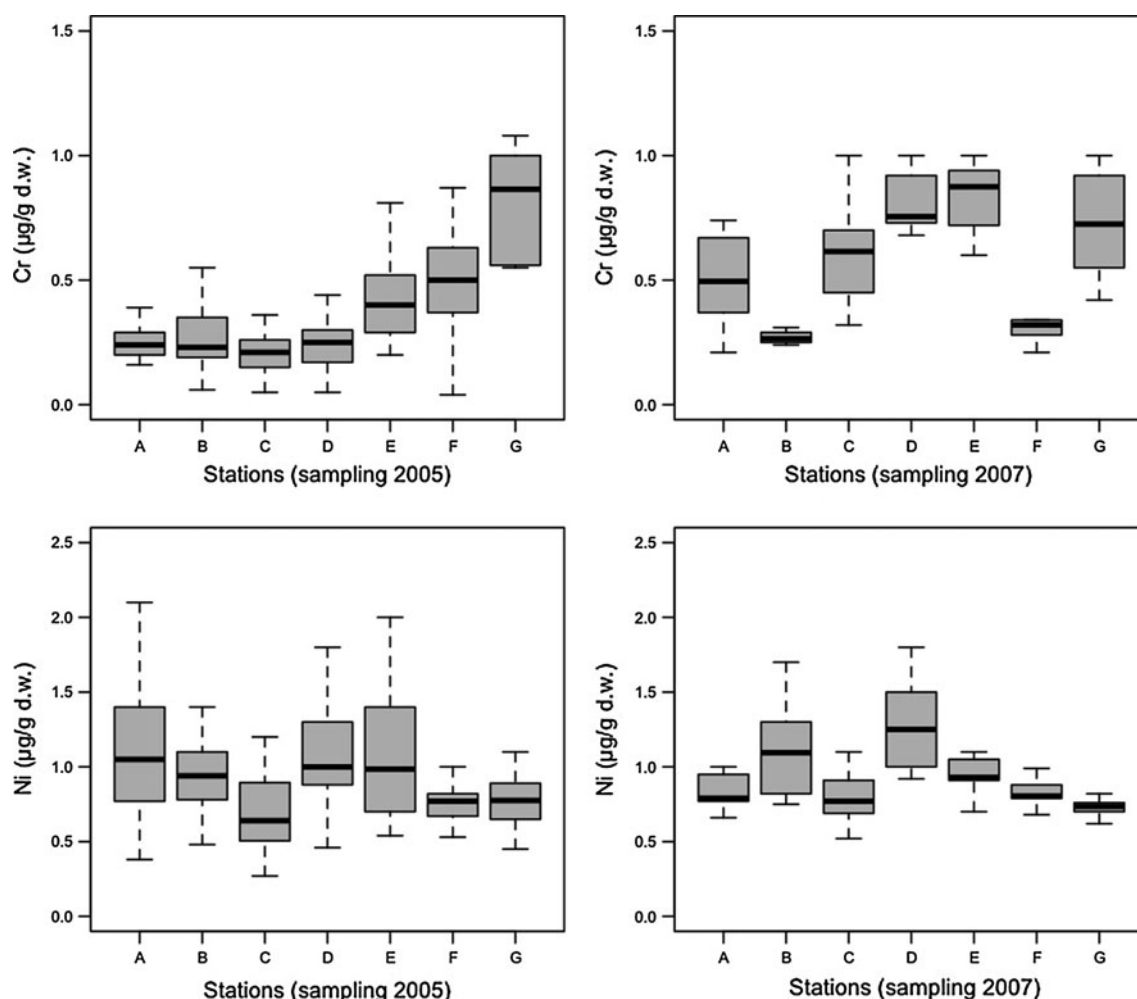 1.5
1.0
0.5
0.0
Cr (µg/g d.w.)
A B C D E F G
Stations (sampling 2005)
1.5
1.0
0.5
0.0
Cr (µg/g d.w.)
A B C D E F G
Stations (sampling 2007)
2.5
2.0
1.5
1.0
0.5
0.0
Ni (µg/g d.w.)
A B C D E F G
Stations (sampling 2005)
2.5
2.0
1.5
1.0
0.5
0.0
Ni (µg/g d.w.)
A B C D E F G
Stations (sampling 2007)